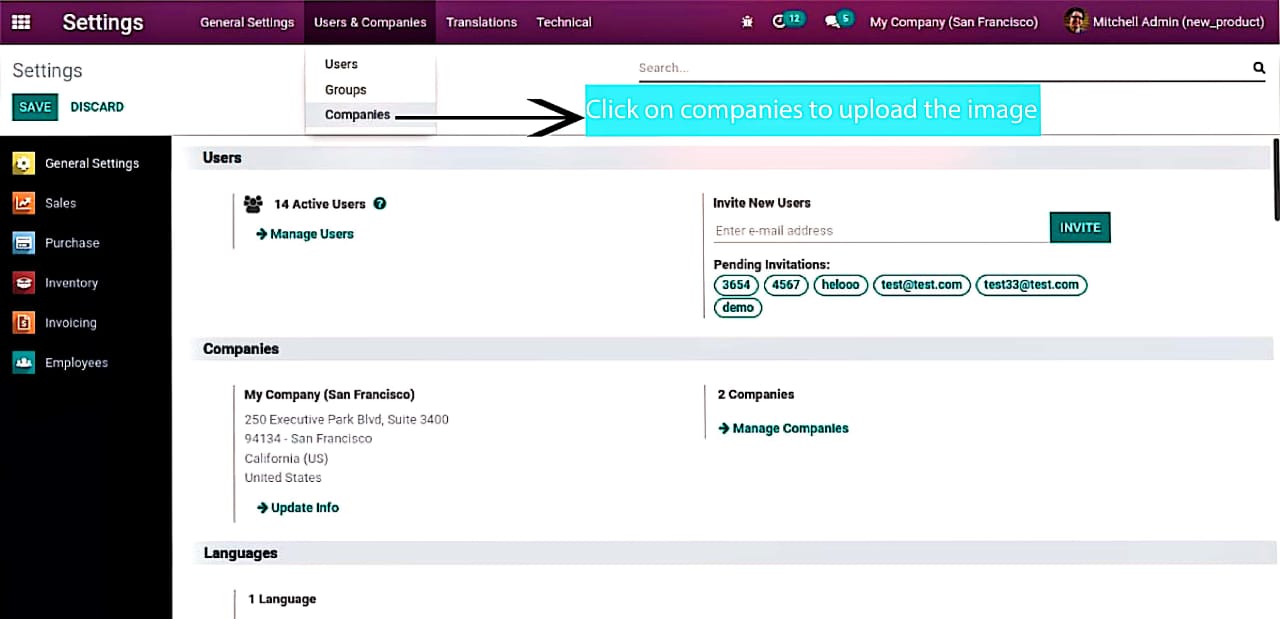 Settings General Settings Users & Companies Translations Technical 12 5 My Company (San Francisco) Mitchell Admin (new_product)
Settings
Search...
SAVE DISCARD
Users
Groups
Companies
Click on companies to upload the image
General Settings
Sales
Purchase
Inventory
Invoicing
Employees
Users
14 Active Users ?
Manage Users
Invite New Users
Enter e-mail address INVITE
Pending Invitations:
3654 4567 helooo test@test.com test33@test.com
demo
Companies
My Company (San Francisco)
250 Executive Park Blvd, Suite 3400
94134 - San Francisco
California (US)
United States
Update Info
2 Companies
Manage Companies
Languages
1 Language